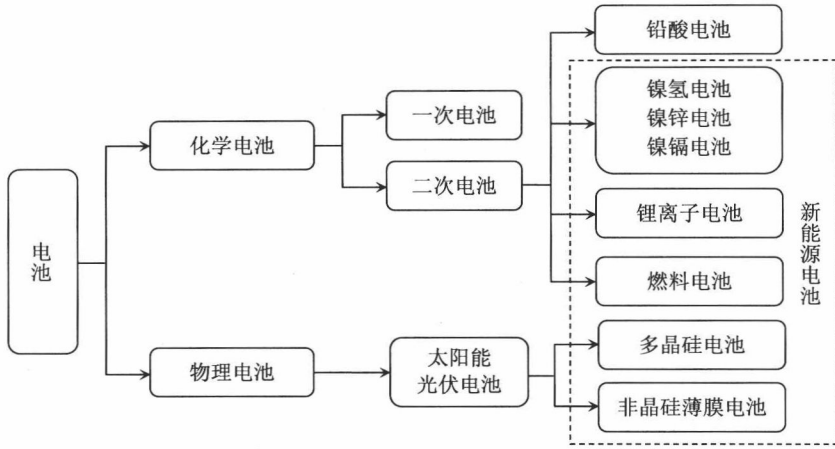 电池
化学电池
物理电池
一次电池
二次电池
太阳能
光伏电池
铅酸电池
镍氢电池
镍锌电池
镍镉电池
锂离子电池
燃料电池
多晶硅电池
非晶硅薄膜电池
新能源电池